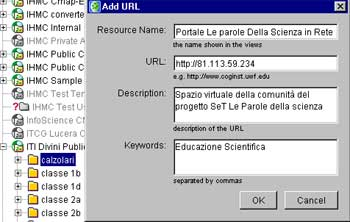 IHMC Cmap-E
IHMC converte
IHMC Internal
IHMC Private A
IHMC Public C
IHMC Public C
IHMC Sample
IHMC Test Terr
IHMC Test Us
InfoScience CN
ITCG Lucera C
ITI Divini Public
calzolari
classe 1b
classe 1d
classe 2a
classe 2b
Add URL
Resource Name: Portale Le parole Della Scienza in Rete
the name shown in the views
URL: http://81.113.59.234
e.g. http://www.coginst.uwf.edu
Description: Spazio virtuale della comunità del
progetto SeT Le Parole della scienza
description of the URL
Keywords: Educazione Scientifica
separated by commas
OK Cancel